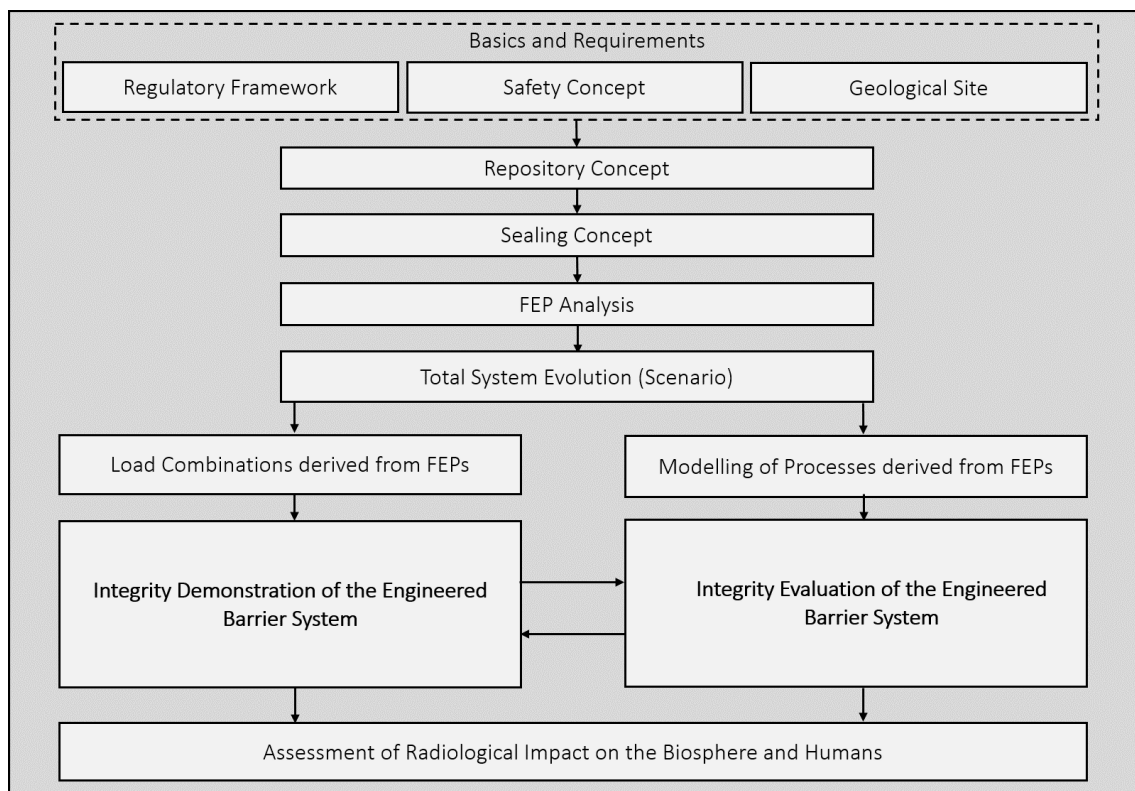 Basics and Requirements
Regulatory Framework
Safety Concept
Geological Site
Repository Concept
Sealing Concept
FEP Analysis
Total System Evolution (Scenario)
Load Combinations derived from FEPs
Modelling of Processes derived from FEPs
Integrity Demonstration of the Engineered
Barrier System
Integrity Evaluation of the Engineered
Barrier System
Assessment of Radiological Impact on the Biosphere and Humans